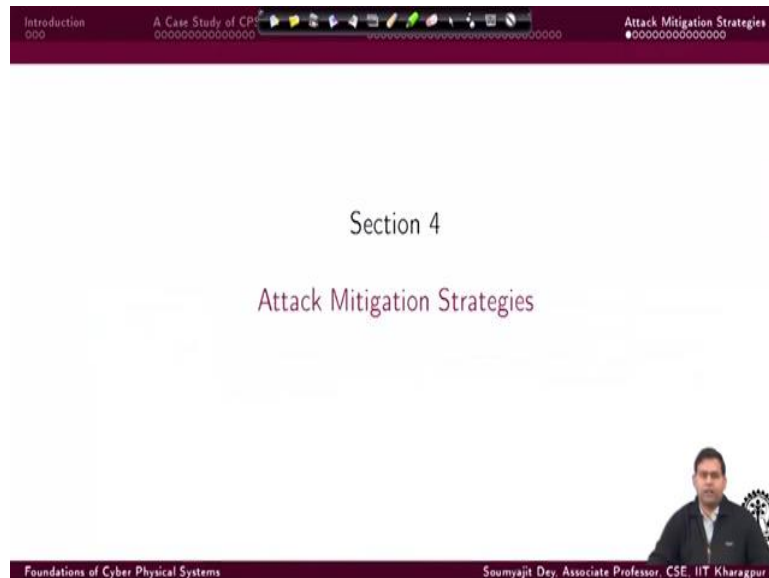 Introduction
A Case Study of CPS
Attack Mitigation Strategies
Section 4
Attack Mitigation Strategies
Foundations of Cyber Physical Systems
Soumyajit Dey, Associate Professor, CSE, IIT Kharagpur